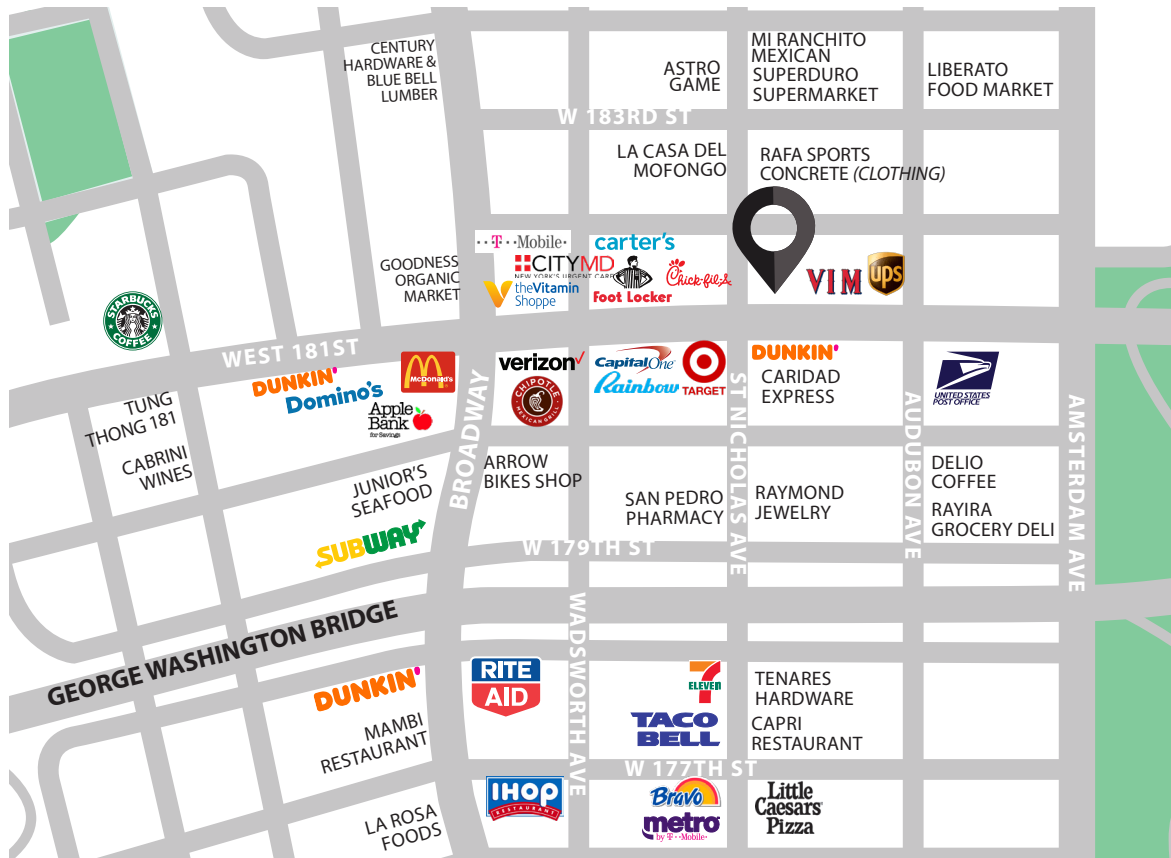 CENTURY
HARDWARE &
BLUE BELL
LUMBER
ASTRO
GAME
MI RANCHITO
MEXICAN
SUPERDURO
SUPERMARKET
LIBERATO
FOOD MARKET
W 183RD ST
LA CASA DEL
MOFONGO
RAFA SPORTS
CONCRETE (CLOTHING)
GOODNESS
ORGANIC
MARKET
T Mobile
CITYMD
NEW YORK'S URGENT CARE
theVitamin
Shoppe
carter's
Foot Locker
Chick-fil-A
VIM
ups
STARBUCKS
COFFEE
WEST 181ST
DUNKIN'
Domino's
McDonald's
Apple
Bank
for Savings
verizon
CHIPOTLE
MEXICAN GRILL
Capital One
Rainbow
TARGET
DUNKIN'
CARIDAD
EXPRESS
UNITED STATES
POST OFFICE
TUNG
THONG 181
CABRINI
WINES
BROADWAY
ST NICHOLAS AVE
AUDUBON AVE
AMSTERDAM AVE
JUNIOR'S
SEAFOOD
SUBWAY
ARROW
BIKES SHOP
SAN PEDRO
PHARMACY
RAYMOND
JEWELRY
DELIO
COFFEE
RAYIRA
GROCERY DELI
W 179TH ST
GEORGE WASHINGTON BRIDGE
WADSWORTH AVE
DUNKIN'
MAMBI
RESTAURANT
RITE
AID
7
ELEVEN
TACO
BELL
TENARES
HARDWARE
CAPRI
RESTAURANT
W 177TH ST
LA ROSA
FOODS
IHOP
RESTAURANT
Bravo
metro
by T Mobile
Little
Caesars
Pizza